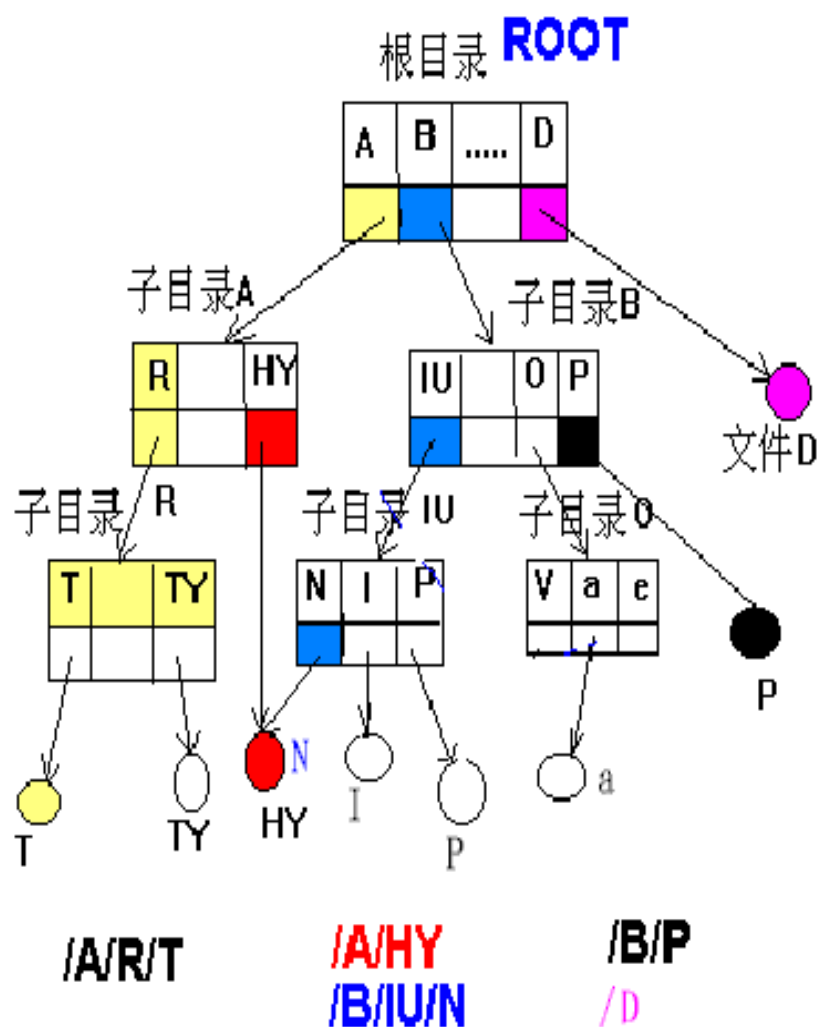 根目录 ROOT
A B ..... D
子目录A
子目录B
R HY
IU O P
文件D
子目录 R
子目录 IU
子目录O
T TY
N I P
V a e
P
N
a
I
T
TY
HY
P
/A/R/T
/A/HY
/B/P
/B/IU/N
/D